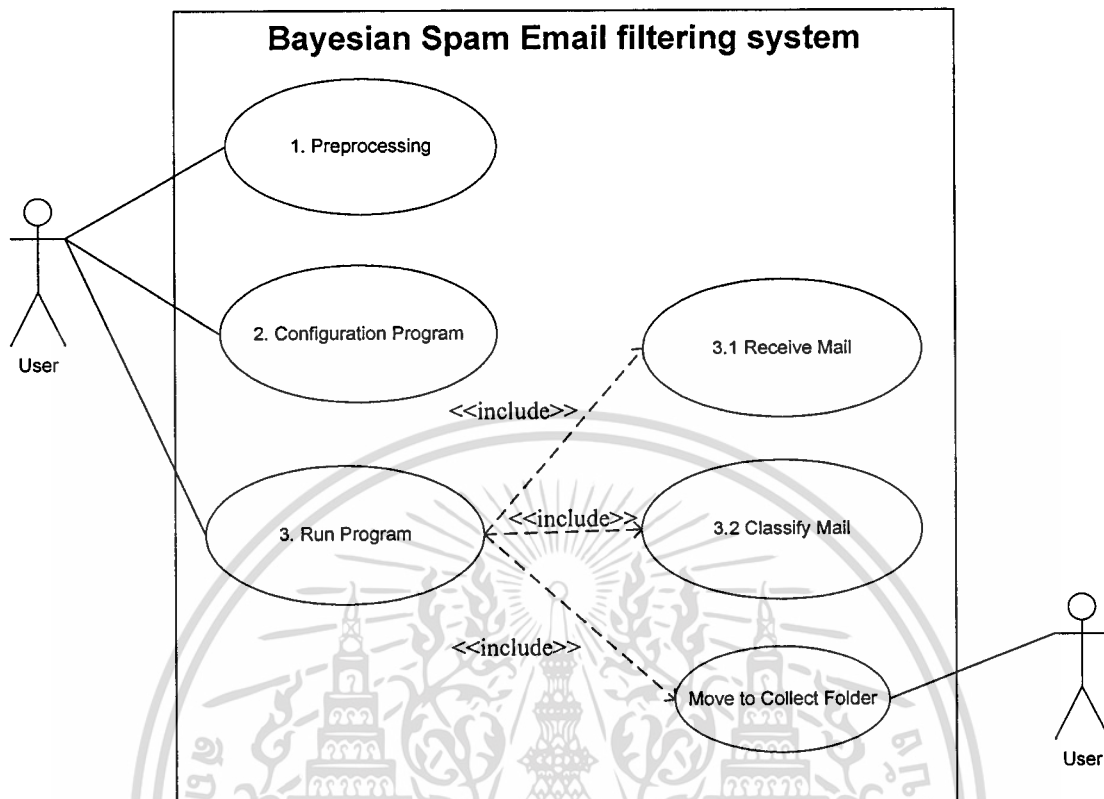 Bayesian Spam Email filtering system
1. Preprocessing
User
2. Configuration Program
3.1 Receive Mail
<<include>>
3. Run Program
<<include>>
3.2 Classify Mail
<<include>>
Move to Collect Folder
User